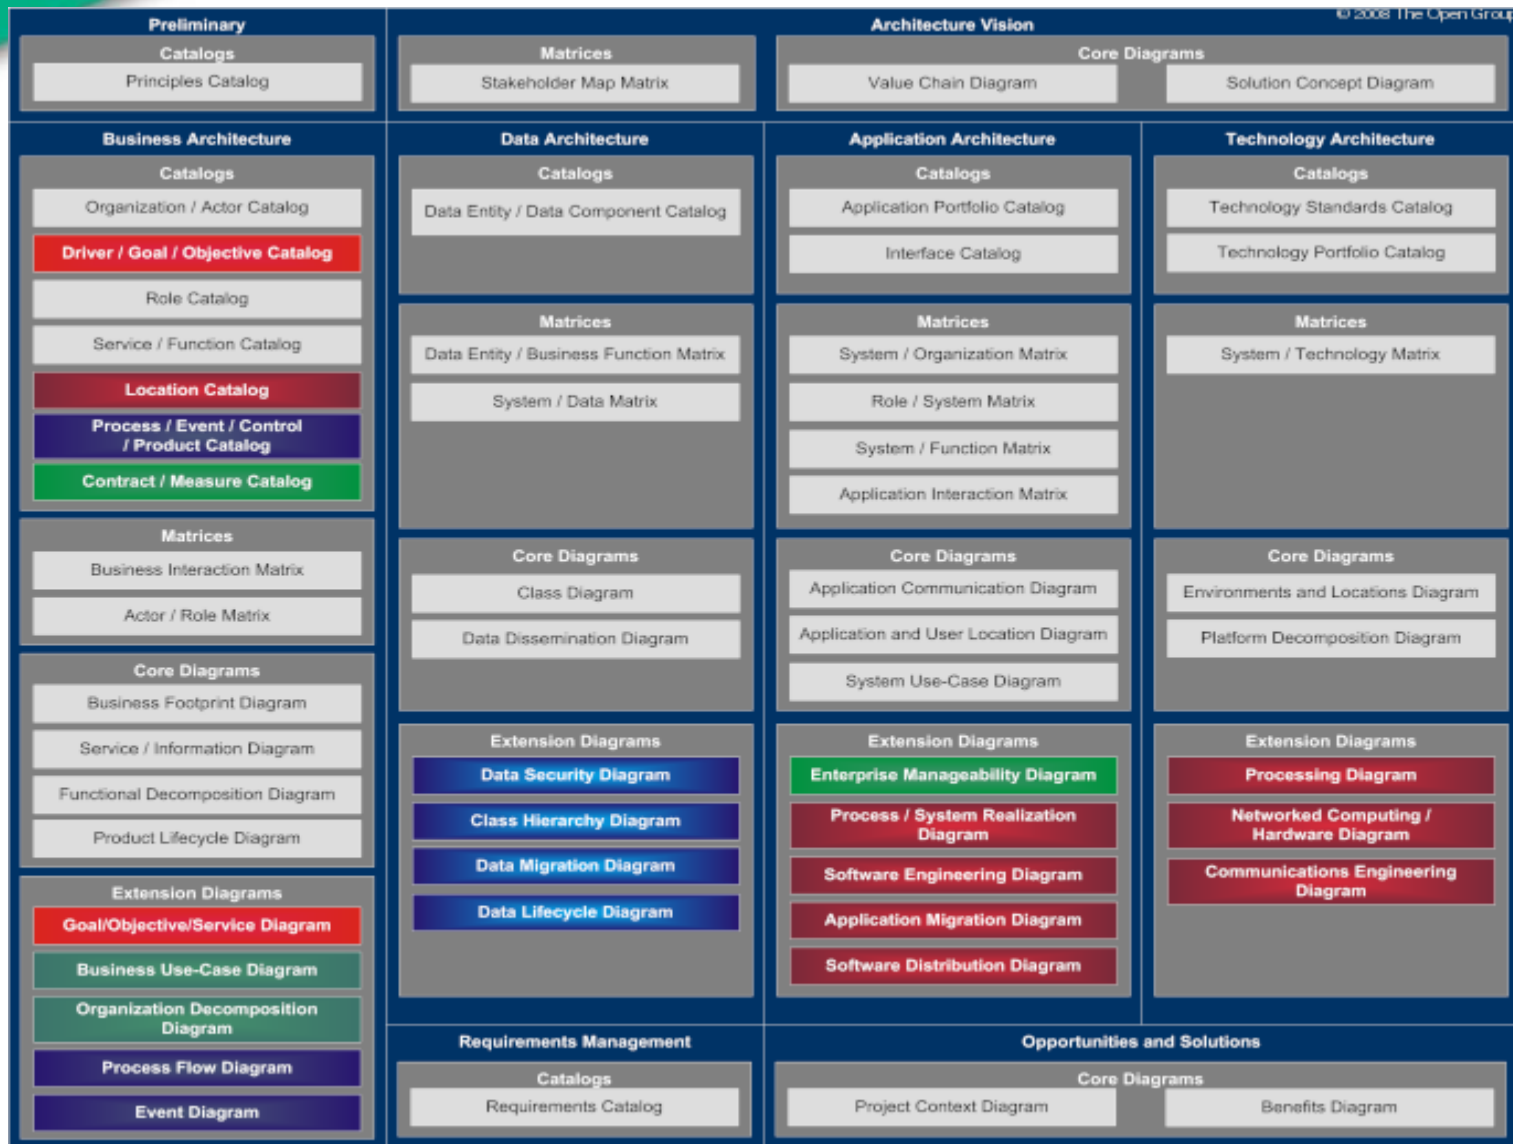 © 2008 The Open Group
Preliminary
Catalogs
Principles Catalog
Architecture Vision
Matrices
Stakeholder Map Matrix
Core Diagrams
Value Chain Diagram
Solution Concept Diagram
Business Architecture
Catalogs
Organization / Actor Catalog
Driver / Goal / Objective Catalog
Role Catalog
Service / Function Catalog
Location Catalog
Process / Event / Control
/ Product Catalog
Contract / Measure Catalog
Matrices
Business Interaction Matrix
Actor / Role Matrix
Core Diagrams
Business Footprint Diagram
Service / Information Diagram
Functional Decomposition Diagram
Product Lifecycle Diagram
Extension Diagrams
Goal/Objective/Service Diagram
Business Use-Case Diagram
Organization Decomposition
Diagram
Process Flow Diagram
Event Diagram
Data Architecture
Catalogs
Data Entity / Data Component Catalog
Matrices
Data Entity / Business Function Matrix
System / Data Matrix
Core Diagrams
Class Diagram
Data Dissemination Diagram
Extension Diagrams
Data Security Diagram
Class Hierarchy Diagram
Data Migration Diagram
Data Lifecycle Diagram
Application Architecture
Catalogs
Application Portfolio Catalog
Interface Catalog
Matrices
System / Organization Matrix
Role / System Matrix
System / Function Matrix
Application Interaction Matrix
Core Diagrams
Application Communication Diagram
Application and User Location Diagram
System Use-Case Diagram
Extension Diagrams
Enterprise Manageability Diagram
Process / System Realization
Diagram
Software Engineering Diagram
Application Migration Diagram
Software Distribution Diagram
Technology Architecture
Catalogs
Technology Standards Catalog
Technology Portfolio Catalog
Matrices
System / Technology Matrix
Core Diagrams
Environments and Locations Diagram
Platform Decomposition Diagram
Extension Diagrams
Processing Diagram
Networked Computing /
Hardware Diagram
Communications Engineering
Diagram
Requirements Management
Catalogs
Requirements Catalog
Opportunities and Solutions
Core Diagrams
Project Context Diagram
Benefits Diagram